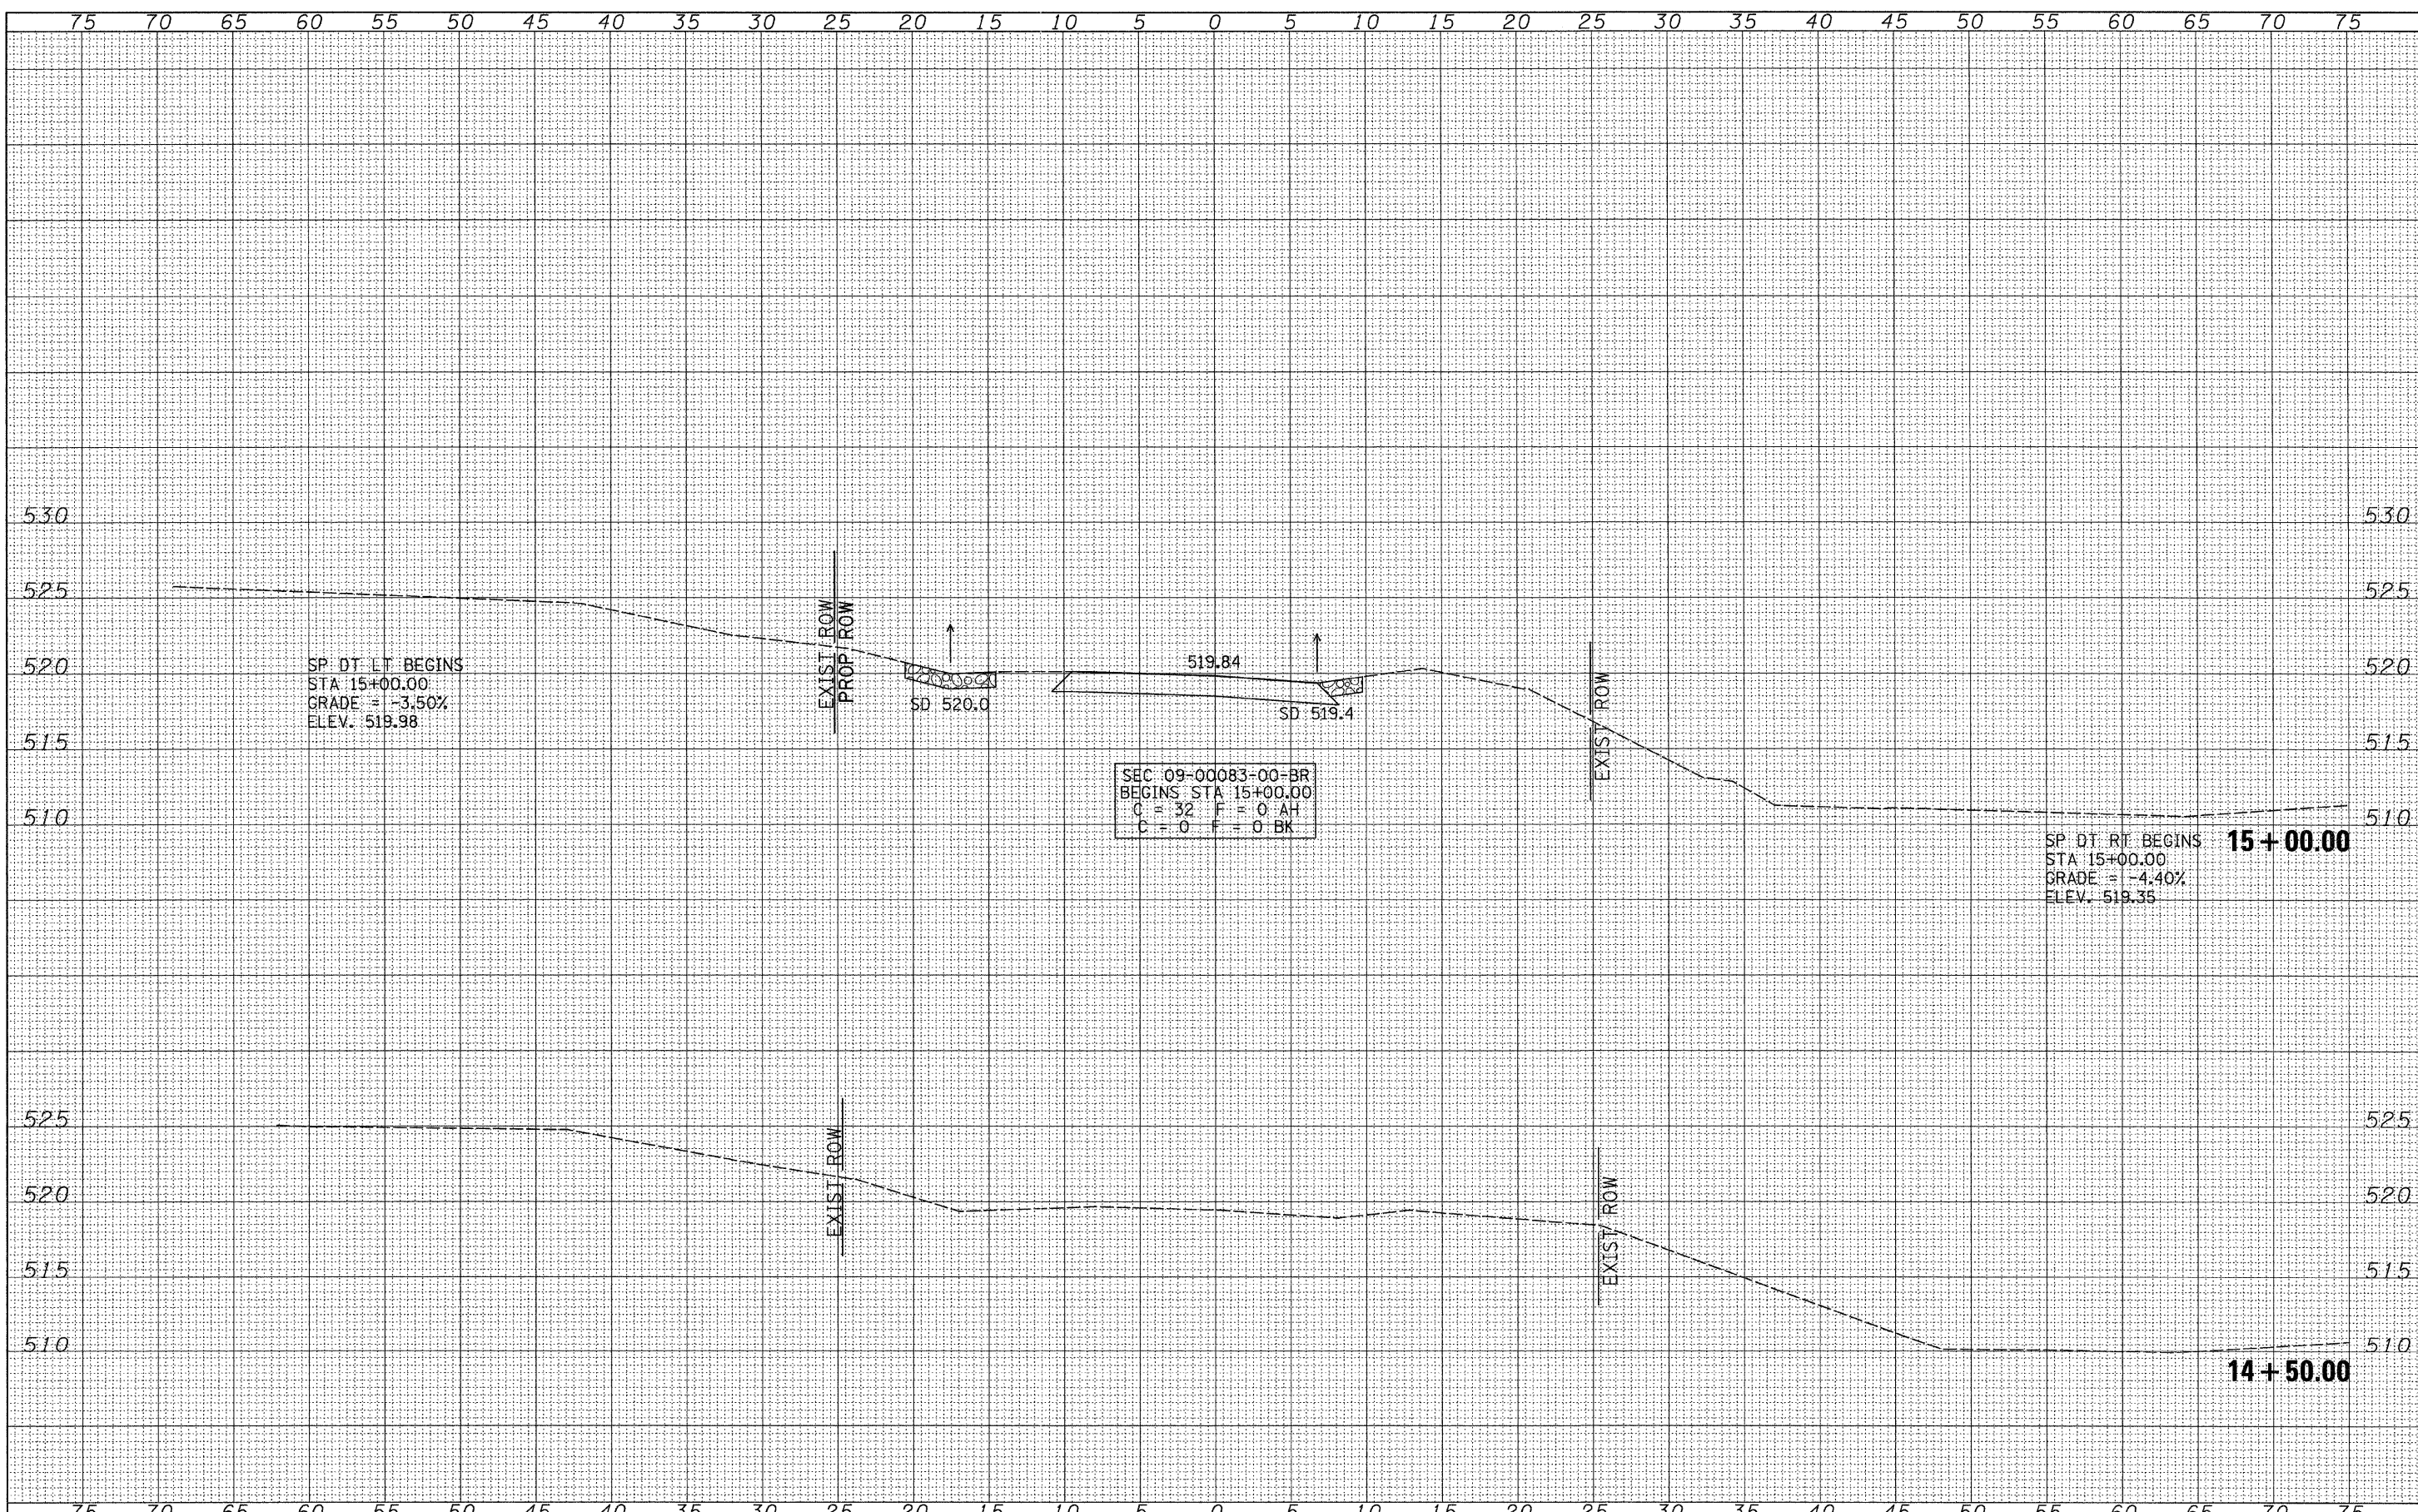 75 70 65 60 55 50 45 40 35 30 25 20 15 10 5 0 5 10 15 20 25 30 35 40 45 50 55 60 65 70 75
530 530
525 525
EXIST ROW
PROP ROW
520 519.84 520
SP DT LT BEGINS
STA 15+00.00
GRADE = -3.50%
ELEV. 519.98
SD 520.0
SD 519.4
EXIST ROW
515 515
SEC 09-00083-00-BR
BEGINS STA 15+00.00
C = 32 F = 0 AH
C = 0 F = 0 BK
510 510
15+00.00
SP DT RT BEGINS
STA 15+00.00
GRADE = -4.40%
ELEV. 519.35
525 525
EXIST ROW
520 520
EXIST ROW
515 515
510 510
14+50.00
75 70 65 60 55 50 45 40 35 30 25 20 15 10 5 0 5 10 15 20 25 30 35 40 45 50 55 60 65 70 75